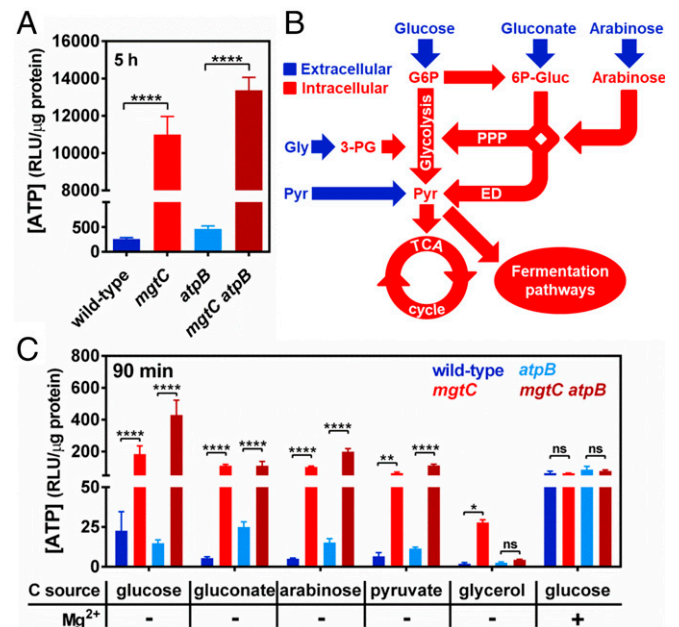 A
16000
5 h
****
****
14000
12000
10000
8000
500
0
[ATP] (RLU/μg protein)
wild-type
mgtC
atpB
mgtC atpB
B
Glucose
Gluconate
Arabinose
Extracellular
Intracellular
G6P
6P-Gluc
Arabinose
Glycolysis
PPP
Gly
3-PG
Pyr
Pyr
ED
TCA
cycle
Fermentation
pathways
C
800
90 min
wild-type
atpB
mgtC
mgtC atpB
600
400
200
50
25
0
[ATP] (RLU/μg protein)
**** ****
**** ****
**** ****
** ****
* ns
ns ns
C source glucose gluconate arabinose pyruvate glycerol glucose
Mg2+ - - - - - +